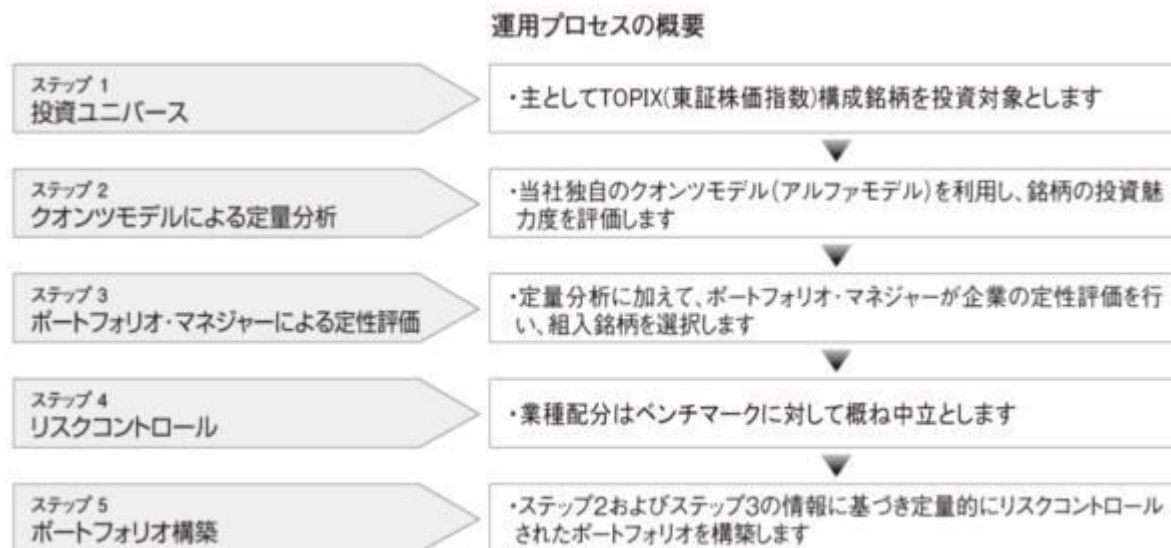 運用プロセスの概要
ステップ 1
投資ユニバース
・主としてTOPIX(東証株価指数)構成銘柄を投資対象とします
ステップ 2
クオンツモデルによる定量分析
・当社独自のクオンツモデル(アルファモデル)を利用し、銘柄の投資魅
力度を評価します
ステップ 3
ポートフォリオ・マネジャーによる定性評価
・定量分析に加えて、ポートフォリオ・マネジャーが企業の定性評価を行
い、組入銘柄を選択します
ステップ 4
リスクコントロール
・業種配分はベンチマークに対して概ね中立とします
ステップ 5
ポートフォリオ構築
・ステップ2およびステップ3の情報に基づき定量的にリスクコントロール
されたポートフォリオを構築します